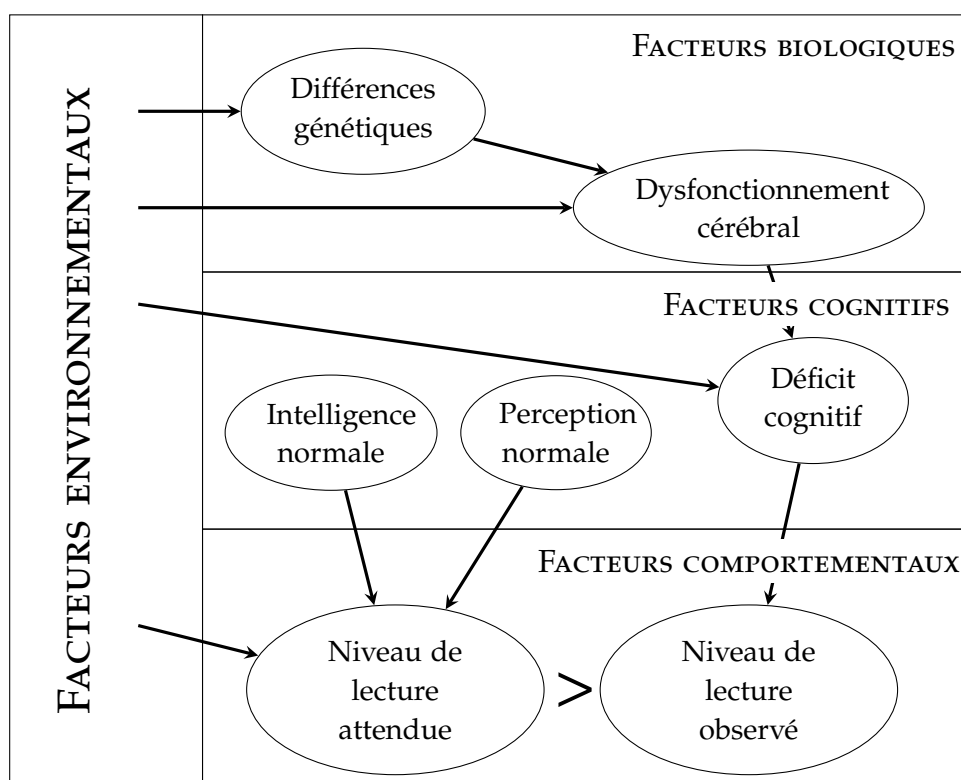 FACTEURS ENVIRONNEMENTAUX
FACTEURS BIOLOGIQUES
Différences
génétiques
Dysfonctionnement
cérébral
FACTEURS COGNITIFS
Déficit
cognitif
Intelligence
normale
Perception
normale
FACTEURS COMPORTEMENTAUX
Niveau de
lecture
attendue
>
Niveau de
lecture
observé